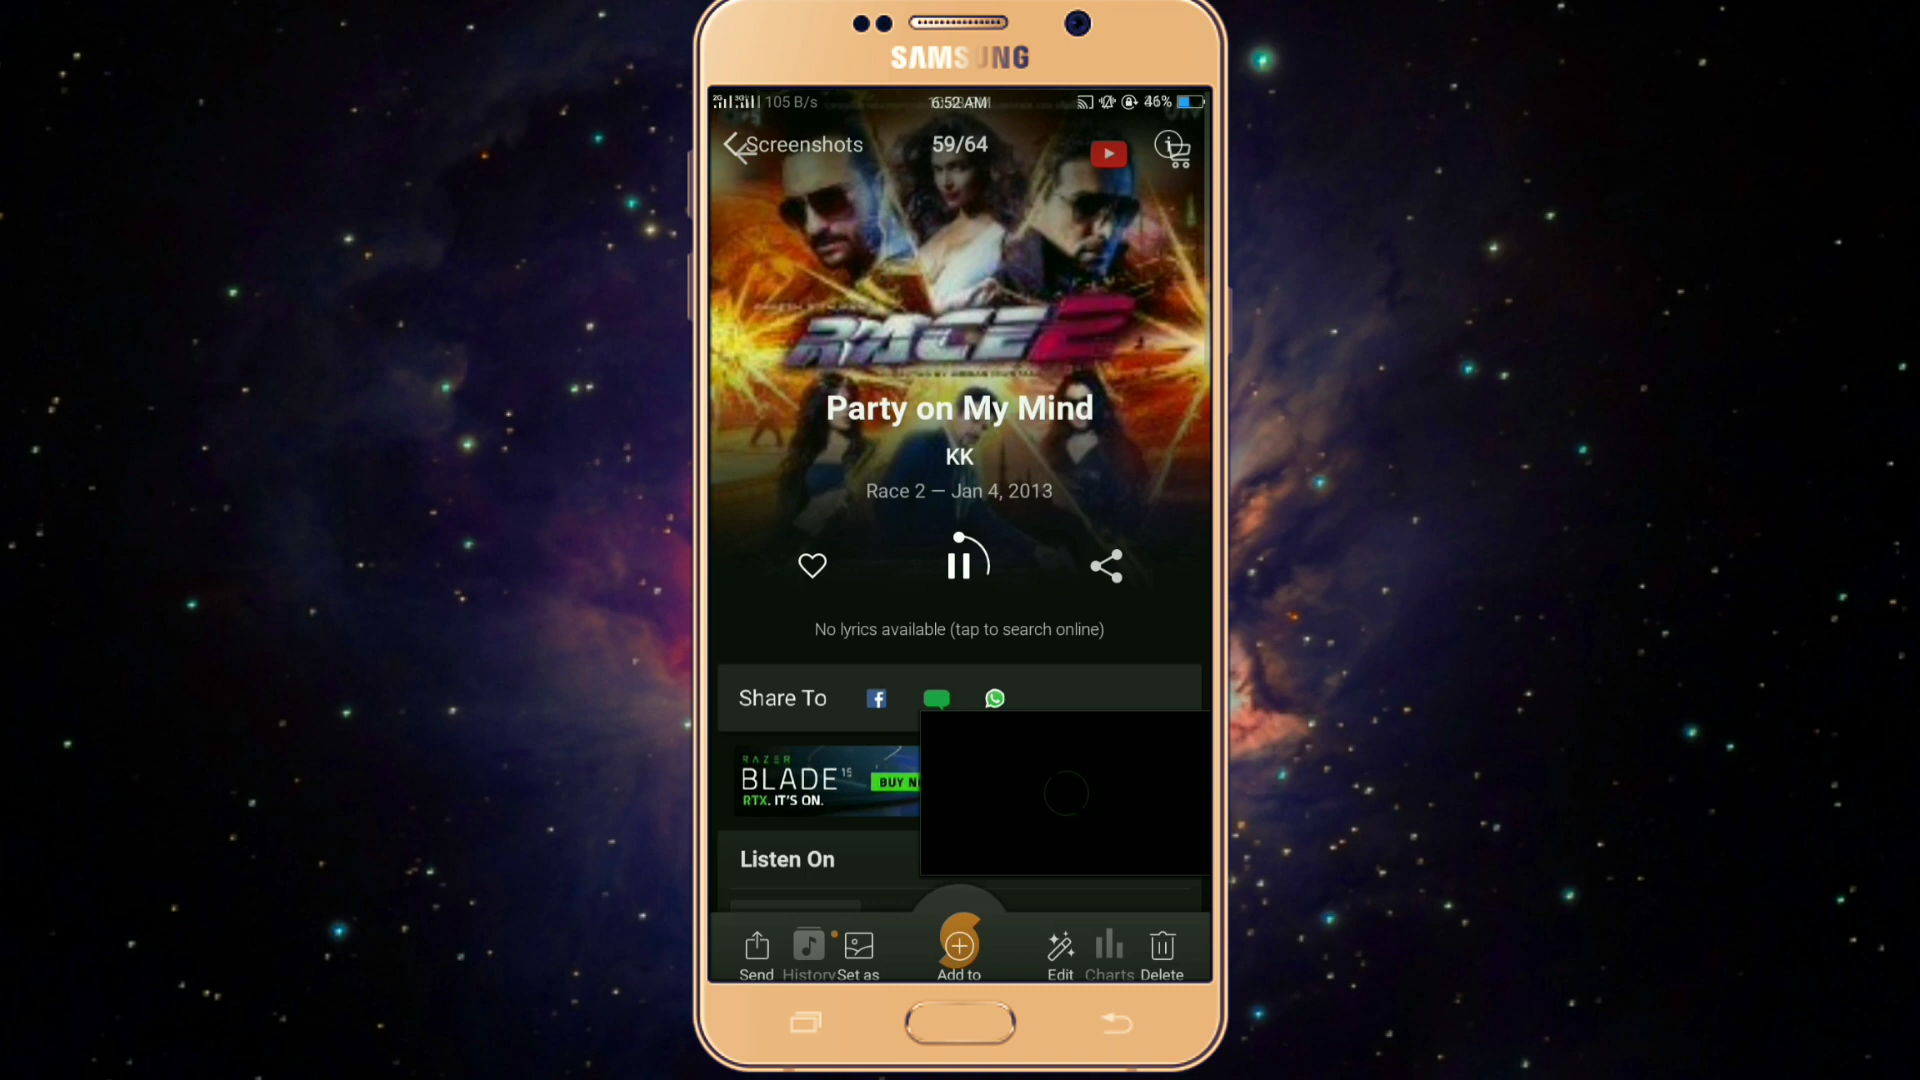 SAMSUNG
2G 3G 105 B/s 6:52 AM 46%
Screenshots 59/64
RACE 2
Party on My Mind
KK
Race 2 — Jan 4, 2013
No lyrics available (tap to search online)
Share To
RAZER
BLADE 15
RTX. IT'S ON.
BUY N
Listen On
Send History Set as Add to Edit Charts Delete